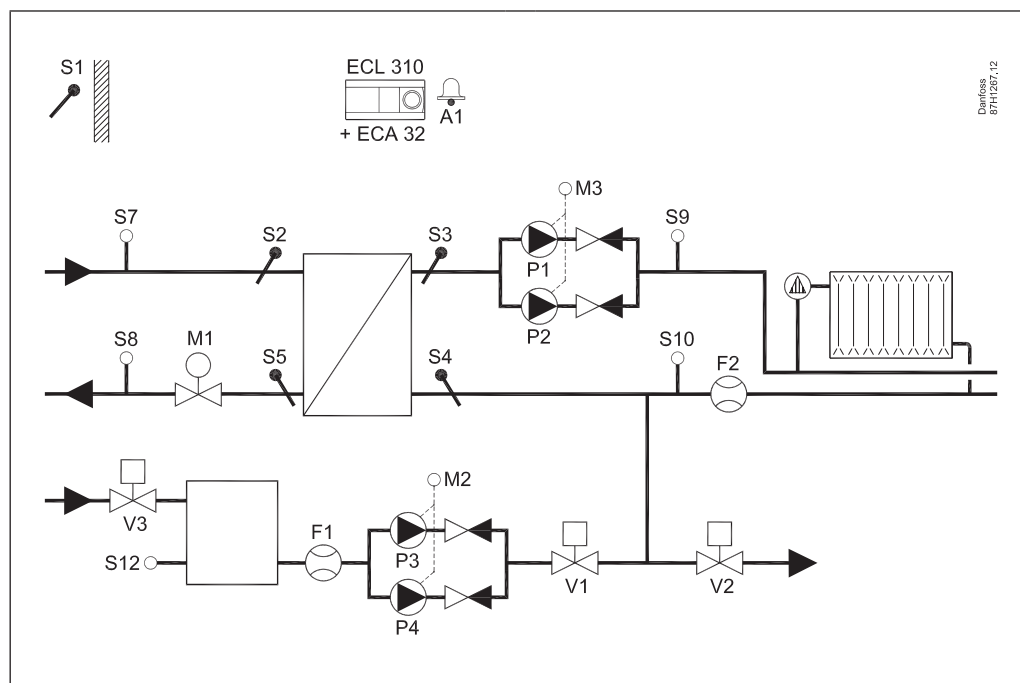 S1
ECL 310
A1
+ ECA 32
Danfoss
87H1267.12
M3
S7
S2
S3
S9
P1
P2
S8
M1
S5
S4
S10
F2
M2
V3
F1
P3
S12
V1
V2
P4